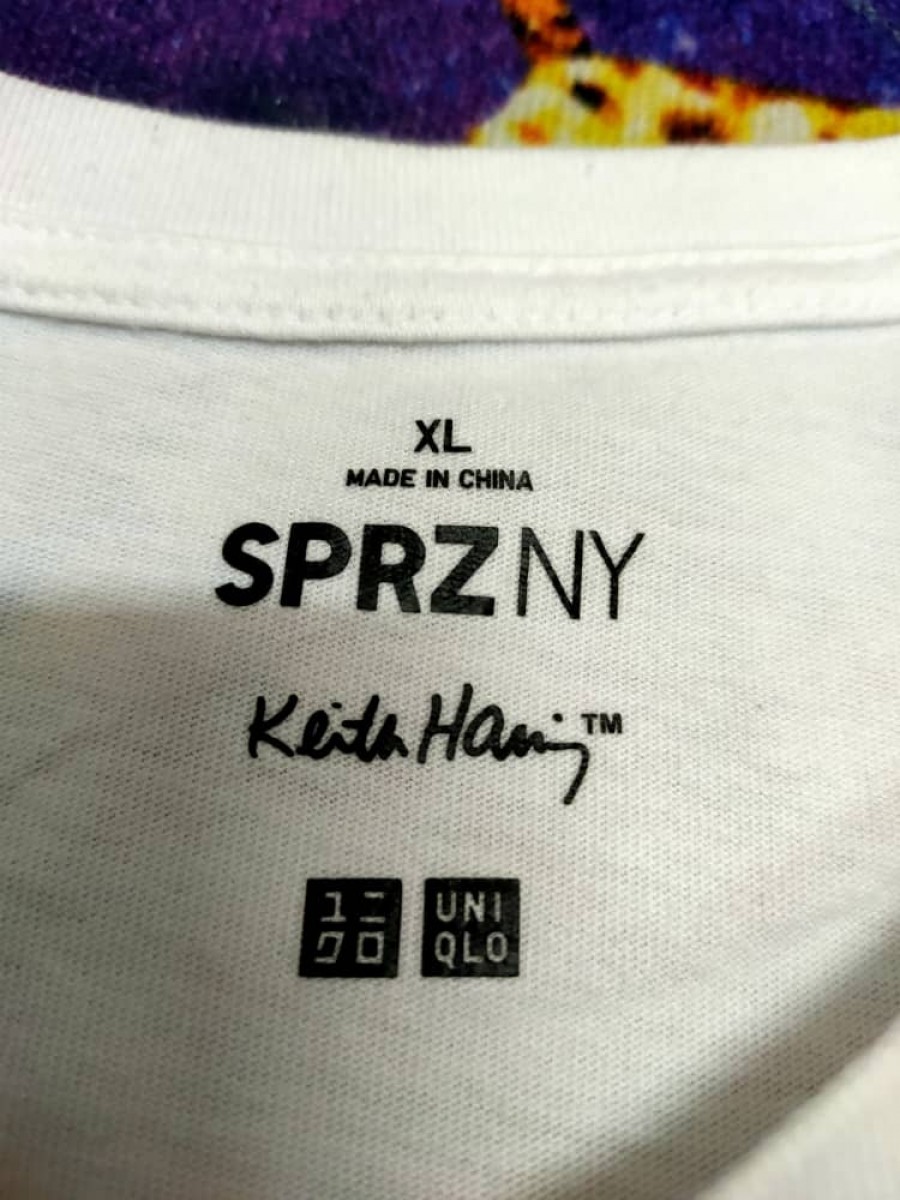 XL
MADE IN CHINA
SPRZ NY
Keith Haring™
ユニ
クロ
UNI
QLO